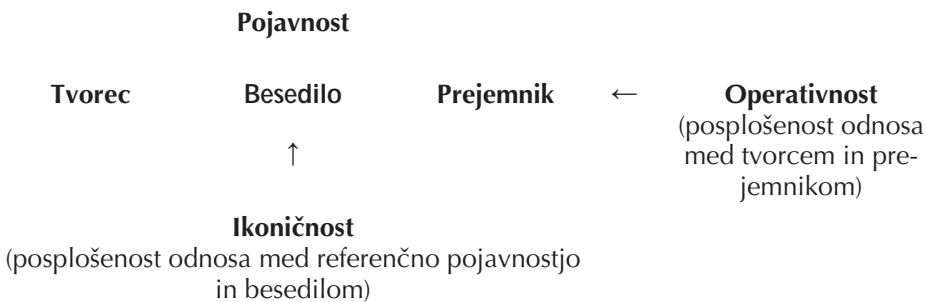 Pojavnost
Tvorec Besedilo Prejemnik ← Operativnost
(posplošenost odnosa
med tvorcem in pre-
jemnikom)
↑
Ikoničnost
(posplošenost odnosa med referenčno pojavnostjo
in besedilom)